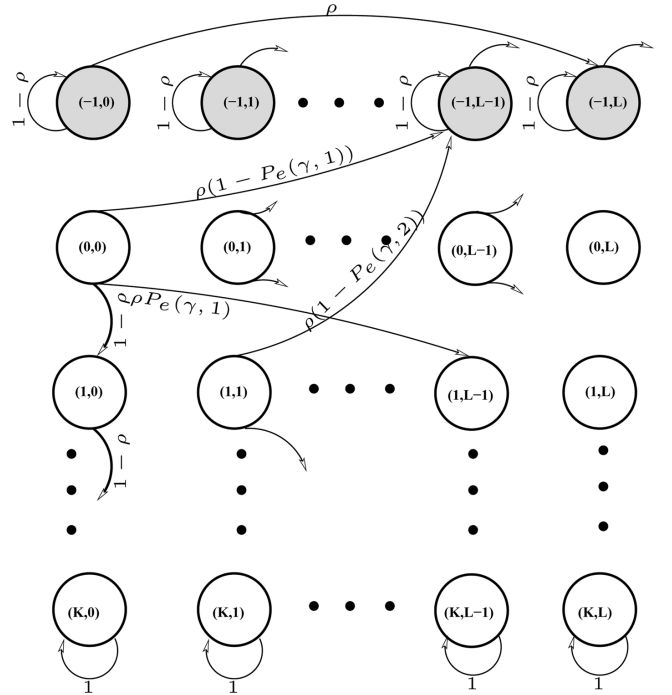 ρ
1 − ρ
(−1,0)
1 − ρ
(−1,1)
1 − ρ
(−1,L−1)
1 − ρ
(−1,L)
ρ(1 − Pe(γ, 1))
(0,0)
(0,1)
ρ(1 − Pe(γ, 2))
(0,L−1)
(0,L)
1 − ρ
ρPe(γ, 1)
(1,0)
(1,1)
(1,L−1)
(1,L)
1 − ρ
(K,0)
(K,1)
(K,L−1)
(K,L)
1
1
1
1